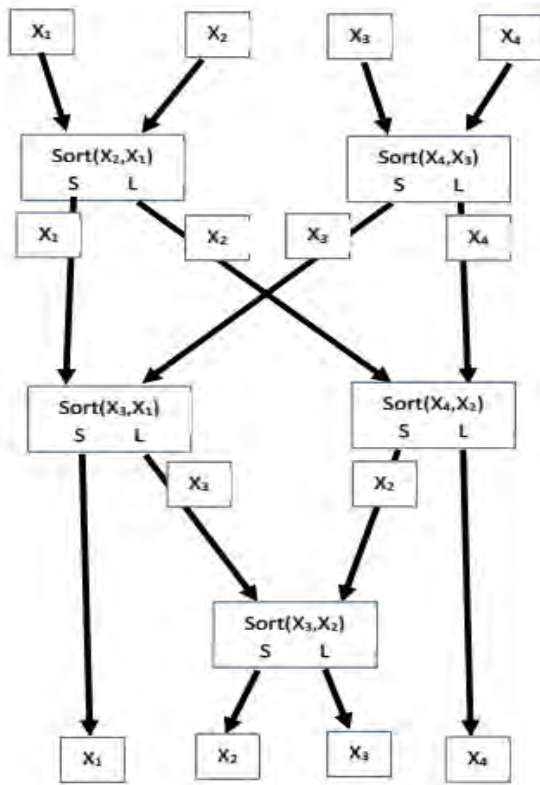 X₁ X₂ X₃ X₄
Sort(X₂,X₁) Sort(X₄,X₃)
S L S L
X₁ X₂ X₃ X₄
Sort(X₃,X₁) Sort(X₄,X₂)
S L S L
X₃ X₂
Sort(X₃,X₂)
S L
X₁ X₂ X₃ X₄